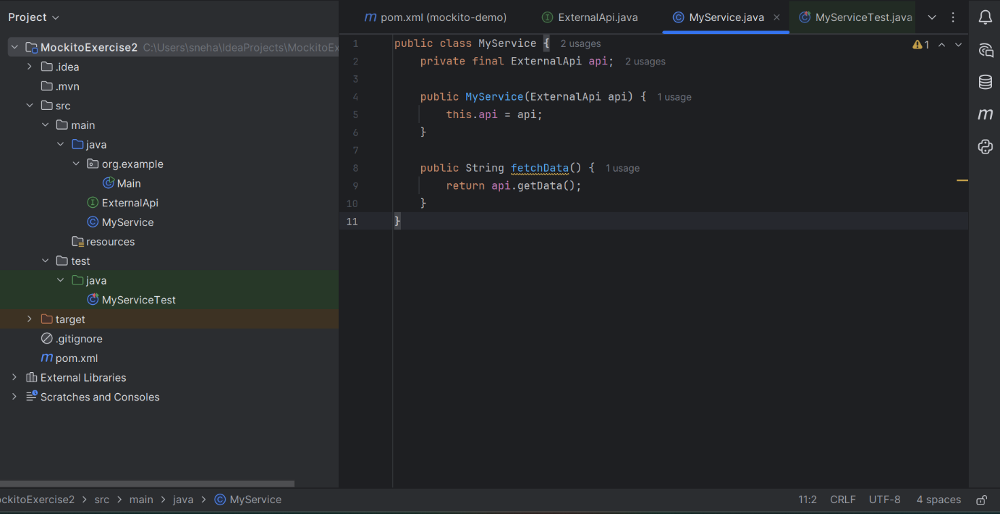 Project
pom.xml (mockito-demo)
ExternalApi.java
MyService.java
MyServiceTest.java
MockitoExercise2 C:\Users\sneha\IdeaProjects\MockitoEx
.idea
.mvn
src
main
java
org.example
Main
ExternalApi
MyService
resources
test
java
MyServiceTest
target
.gitignore
pom.xml
External Libraries
Scratches and Consoles
1 public class MyService { 2 usages
2 private final ExternalApi api; 2 usages
3
4 public MyService(ExternalApi api) { 1 usage
5 this.api = api;
6 }
7
8 public String fetchData() { 1 usage
9 return api.getData();
10 }
11 }
1
ockitoExercise2 > src > main > java > MyService
11:2 CRLF UTF-8 4 spaces